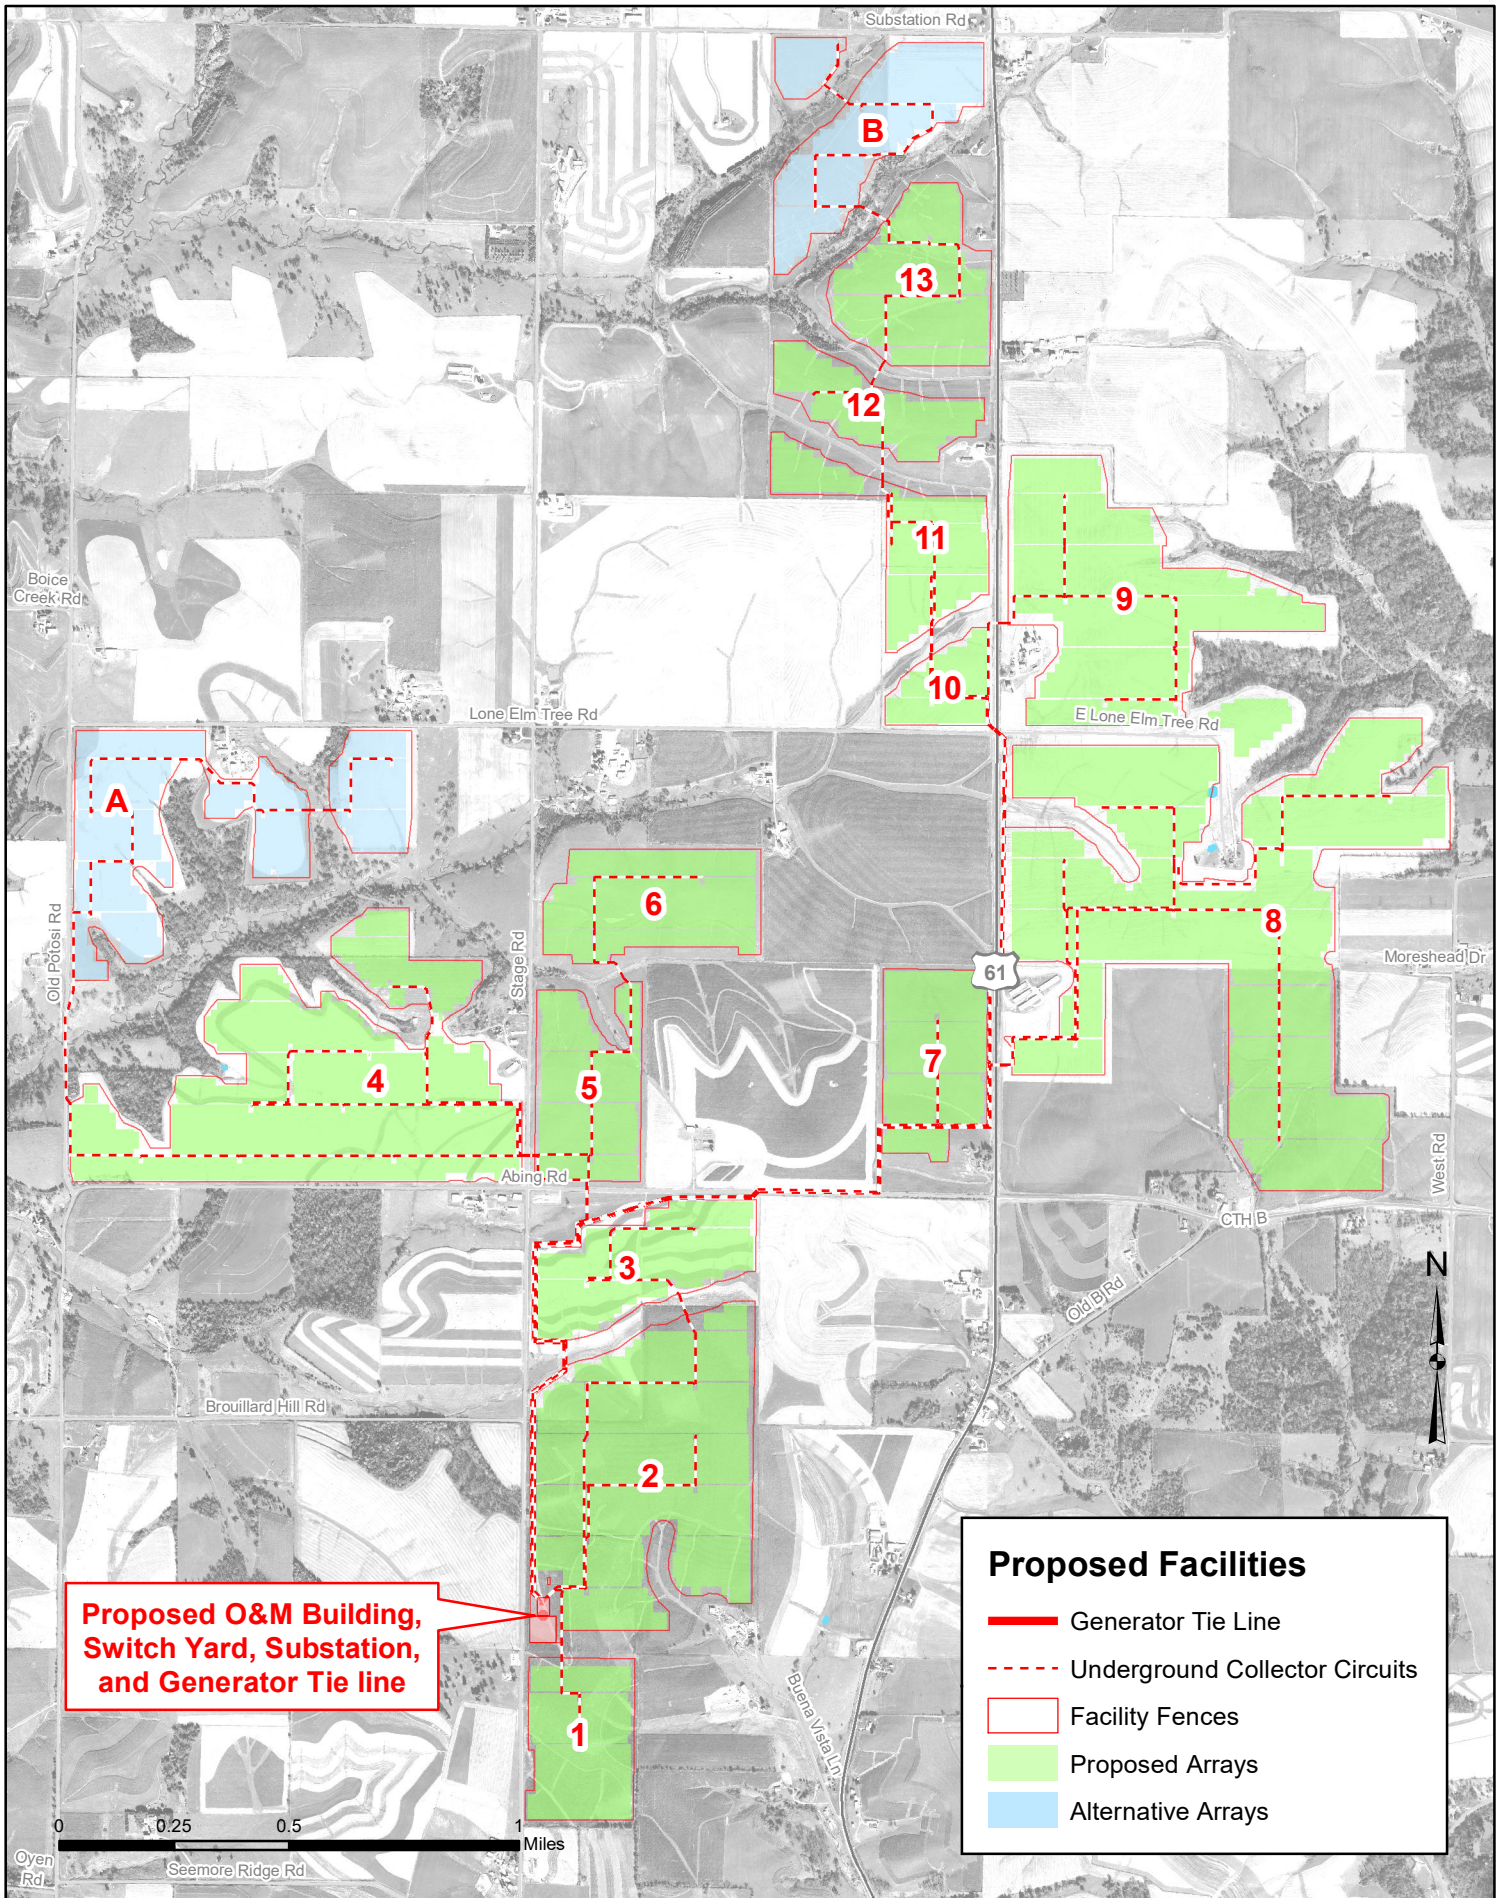 Substation Rd
B
13
12
11
9
10
Boice
Creek Rd
Lone Elm Tree Rd
E Lone Elm Tree Rd
A
6
8
Old Potosi Rd
Stage Rd
61
Moreshead Dr
4
5
7
Abing Rd
West Rd
CTH B
3
Old B Rd
N
Brouillard Hill Rd
2
Proposed O&M Building,
Switch Yard, Substation,
and Generator Tie line
1
Buena Vista Ln
Proposed Facilities
Generator Tie Line
Underground Collector Circuits
Facility Fences
Proposed Arrays
Alternative Arrays
0 0.25 0.5 1
Miles
Oyen
Rd
Seemore Ridge Rd